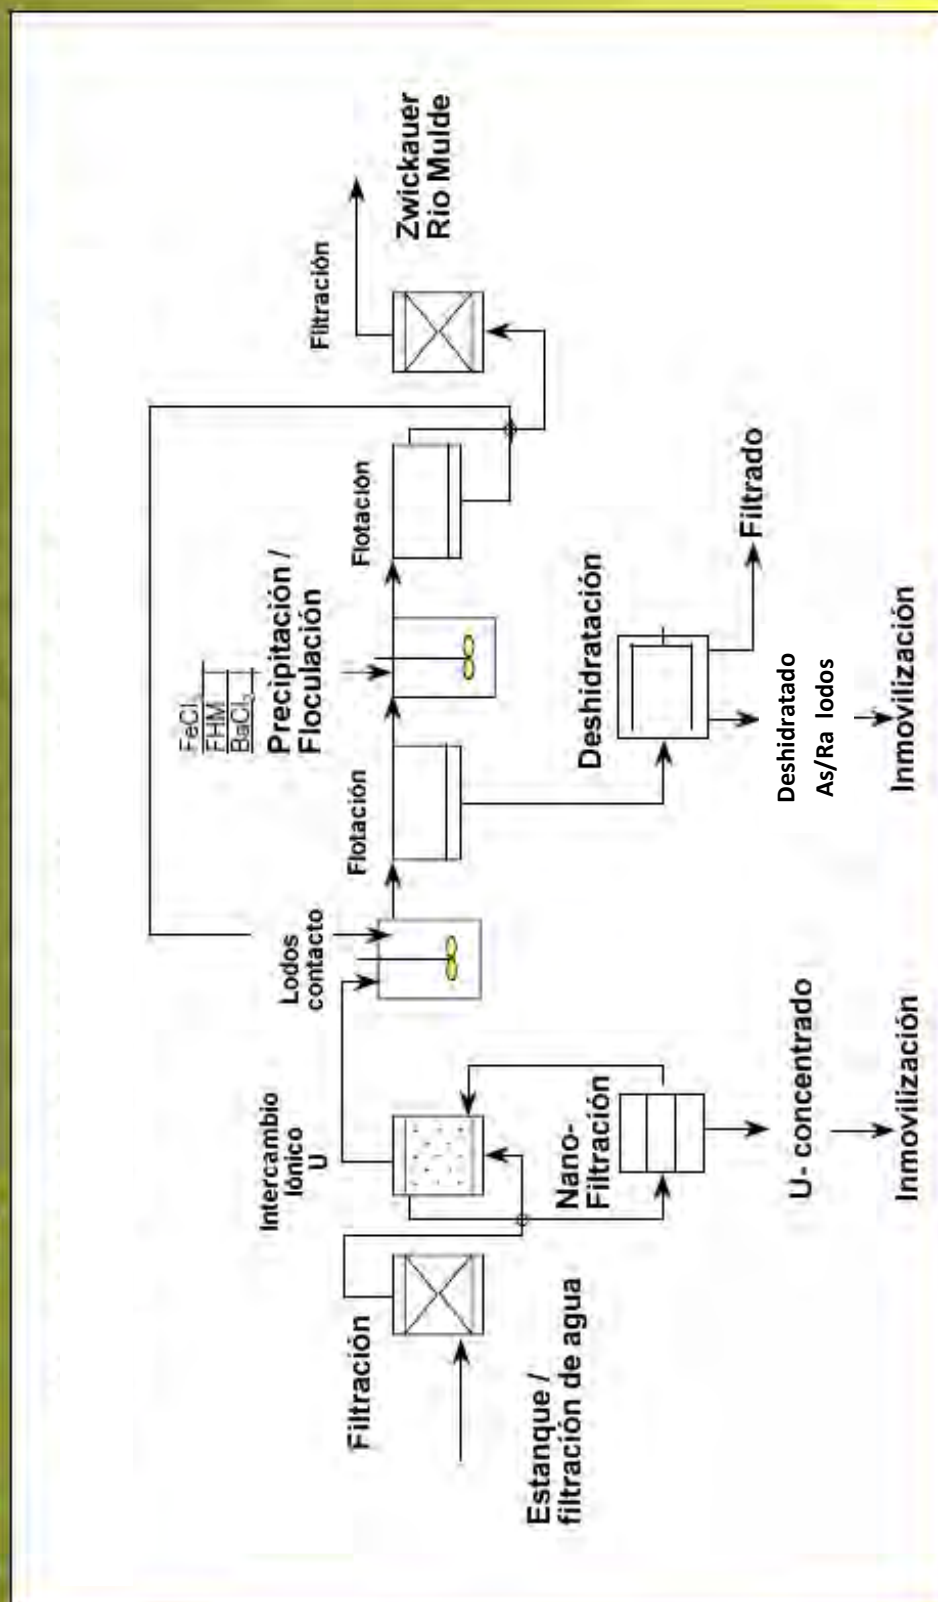 Filtración
Estanque /
filtración de agua
Intercambio
Iónico
U
Nano-
Filtración
U- concentrado
Inmovilización
Lodos
contacto
Flotación
FeCl
FHM
BaCl₂
Precipitación /
Floculación
Flotación
Deshidratación
Deshidratado
As/Ra lodos
Inmovilización
Filtrado
Filtración
Zwickauer
Rio Mulde